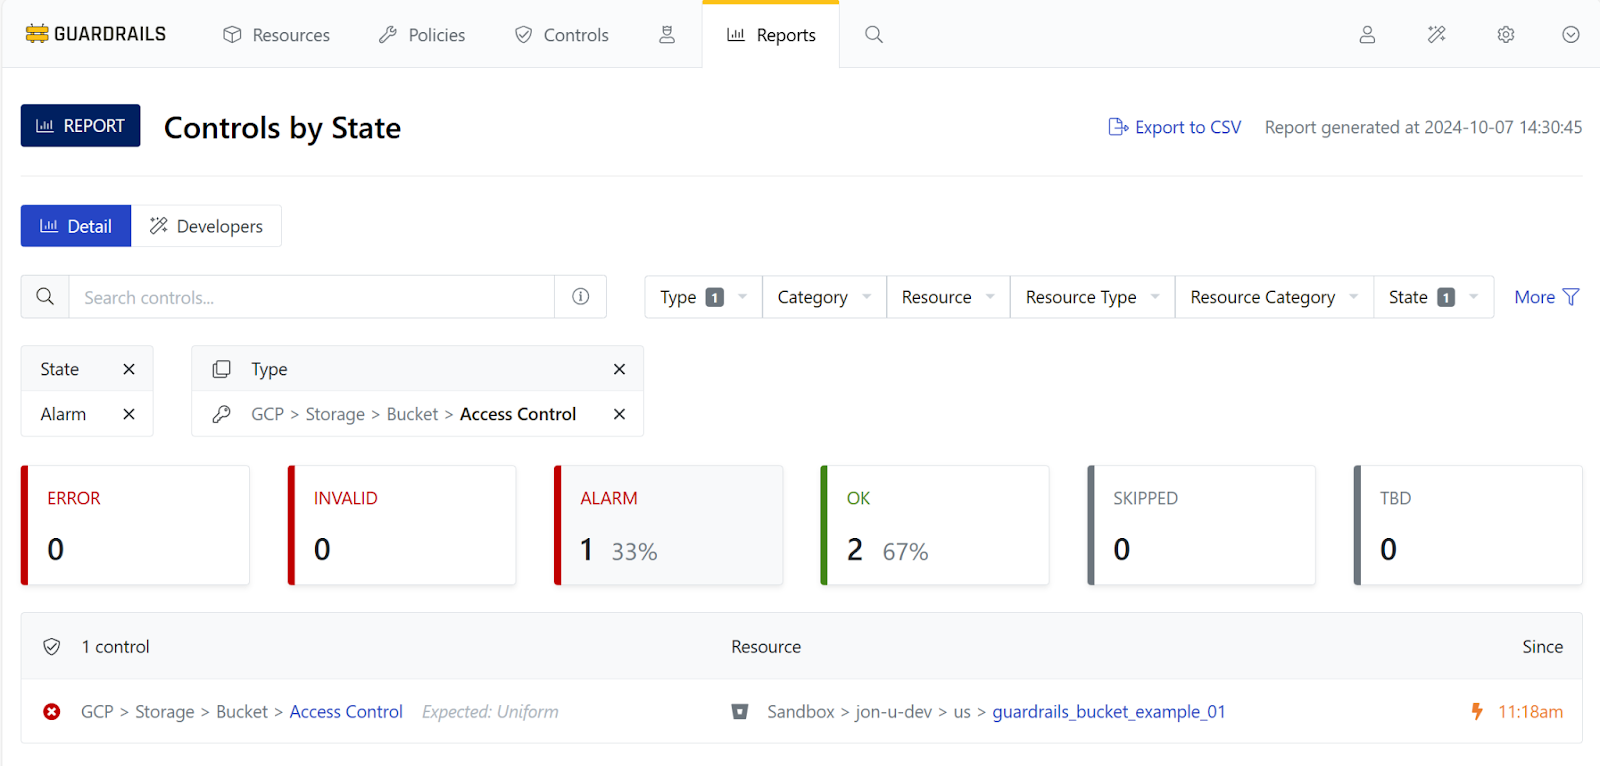 GUARDRAILS Resources Policies Controls Reports
REPORT Controls by State Export to CSV Report generated at 2024-10-07 14:30:45
Detail Developers
Search controls... Type 1 Category Resource Resource Type Resource Category State 1 More
State Type
Alarm GCP > Storage > Bucket > Access Control
ERROR INVALID ALARM OK SKIPPED TBD
0 0 1 33% 2 67% 0 0
1 control Resource Since
GCP > Storage > Bucket > Access Control Expected: Uniform Sandbox > jon-u-dev > us > guardrails_bucket_example_01 11:18am